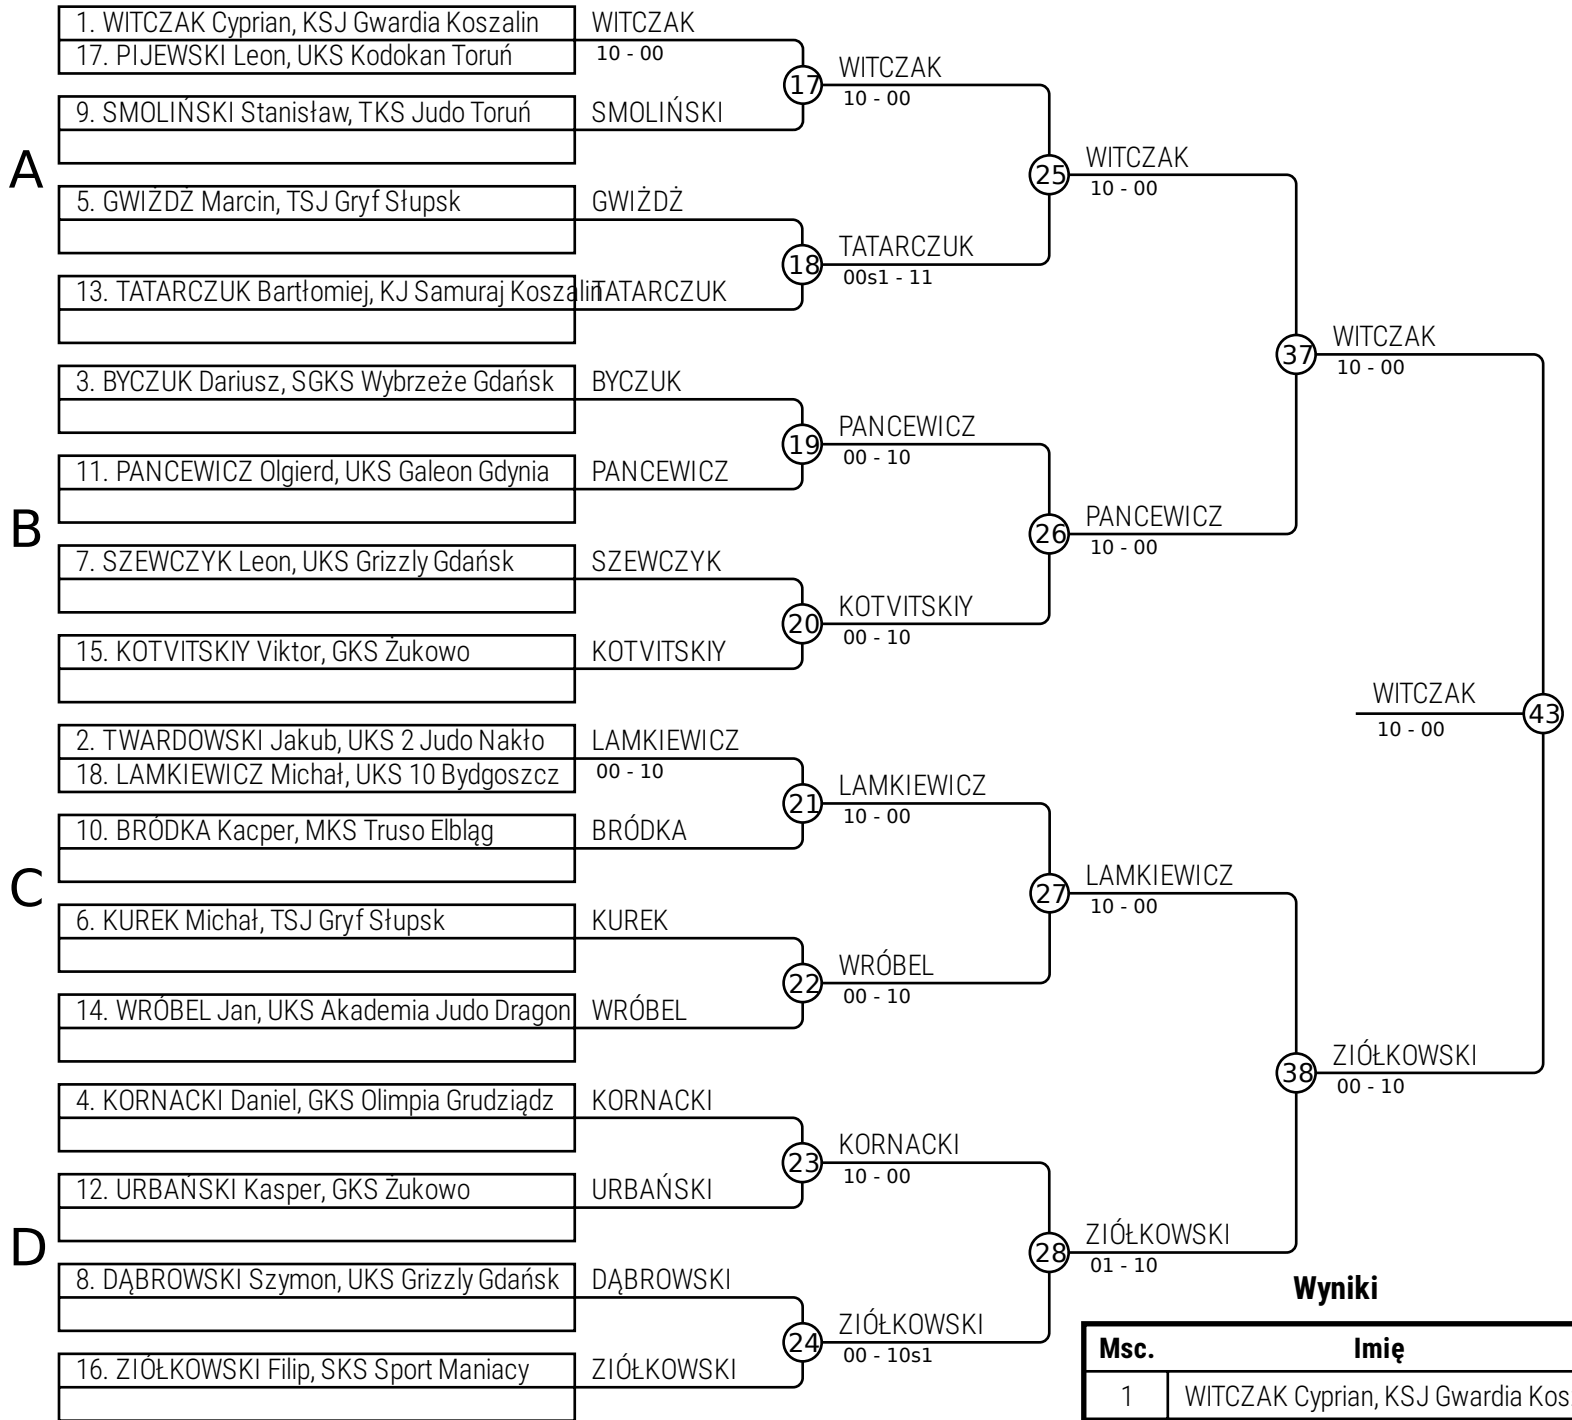 1. WITCZAK Cyprian, KSJ Gwardia Koszalin
17. PIJEWSKI Leon, UKS Kodokan Toruń
9. SMOLIŃSKI Stanisław, TKS Judo Toruń
A
5. GWIŻDŻ Marcin, TSJ Gryf Słupsk
13. TATARCZUK Bartłomiej, KJ Samuraj Koszalin
3. BYCZUK Dariusz, SGKS Wybrzeże Gdańsk
11. PANCEWICZ Olgierd, UKS Galeon Gdynia
B
7. SZEWCZYK Leon, UKS Grizzly Gdańsk
15. KOTVITSKIY Viktor, GKS Żukowo
2. TWARDOWSKI Jakub, UKS 2 Judo Nakło
18. LAMKIEWICZ Michał, UKS 10 Bydgoszcz
10. BRÓDKA Kacper, MKS Truso Elbląg
C
6. KUREK Michał, TSJ Gryf Słupsk
14. WRÓBEL Jan, UKS Akademia Judo Dragon
4. KORNACKI Daniel, GKS Olimpia Grudziądz
12. URBAŃSKI Kasper, GKS Żukowo
D
8. DĄBROWSKI Szymon, UKS Grizzly Gdańsk
16. ZIÓŁKOWSKI Filip, SKS Sport Maniacy
WITCZAK
10 - 00
SMOLIŃSKI
GWIŻDŻ
TATARCZUK
BYCZUK
PANCEWICZ
SZEWCZYK
KOTVITSKIY
LAMKIEWICZ
00 - 10
BRÓDKA
KUREK
WRÓBEL
KORNACKI
URBAŃSKI
DĄBROWSKI
ZIÓŁKOWSKI
17
WITCZAK
10 - 00
18
TATARCZUK
00s1 - 11
19
PANCEWICZ
00 - 10
20
KOTVITSKIY
00 - 10
21
LAMKIEWICZ
10 - 00
22
WRÓBEL
00 - 10
23
KORNACKI
10 - 00
24
ZIÓŁKOWSKI
00 - 10s1
25
WITCZAK
10 - 00
26
PANCEWICZ
10 - 00
27
LAMKIEWICZ
10 - 00
28
ZIÓŁKOWSKI
01 - 10
37
WITCZAK
10 - 00
38
ZIÓŁKOWSKI
00 - 10
WITCZAK
10 - 00
43
Wyniki
Msc. Imię
1 WITCZAK Cyprian, KSJ Gwardia Kos